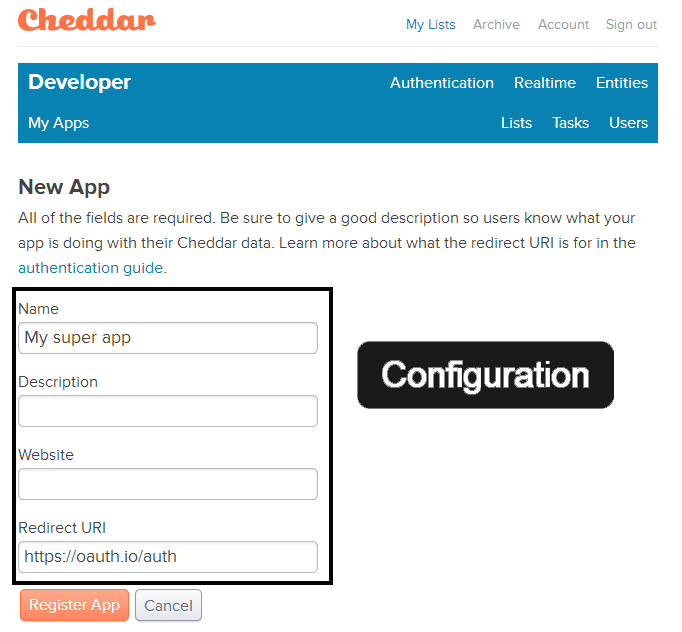 Cheddar
My Lists Archive Account Sign out
Developer
Authentication Realtime Entities
My Apps
Lists Tasks Users
New App
All of the fields are required. Be sure to give a good description so users know what your
app is doing with their Cheddar data. Learn more about what the redirect URI is for in the
authentication guide.
Name
My super app
Description
Website
Redirect URI
https://oauth.io/auth
Configuration
Register App
Cancel